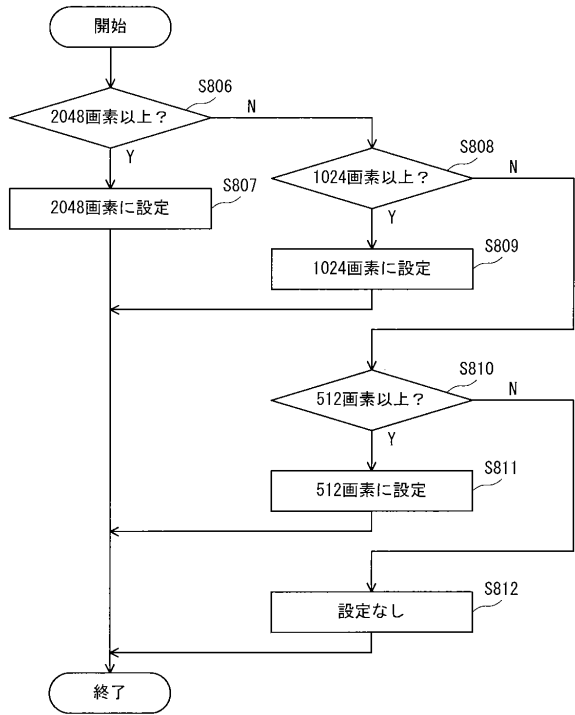 開始
S806
2048画素以上？
N
Y
S807
2048画素に設定
S808
1024画素以上？
N
Y
S809
1024画素に設定
S810
512画素以上？
N
Y
S811
512画素に設定
S812
設定なし
終了